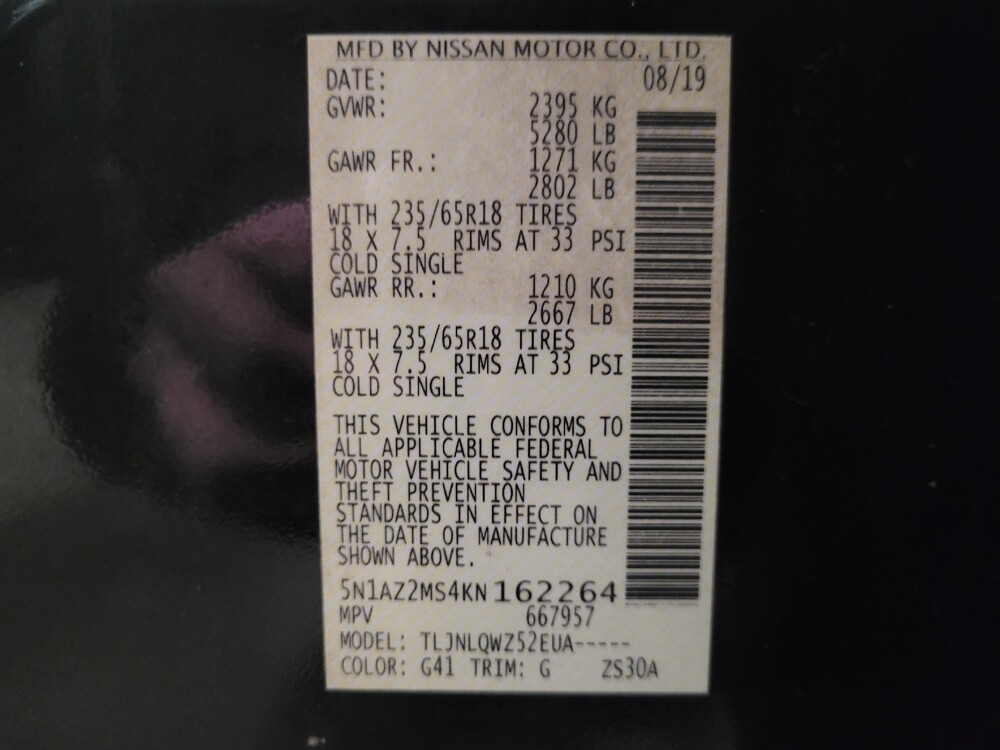 MFD BY NISSAN MOTOR CO., LTD.
DATE: 08/19
GVWR: 2395 KG
5280 LB
GAWR FR.: 1271 KG
2802 LB
WITH 235/65R18 TIRES
18 X 7.5 RIMS AT 33 PSI
COLD SINGLE
GAWR RR.: 1210 KG
2667 LB
WITH 235/65R18 TIRES
18 X 7.5 RIMS AT 33 PSI
COLD SINGLE
THIS VEHICLE CONFORMS TO
ALL APPLICABLE FEDERAL
MOTOR VEHICLE SAFETY AND
THEFT PREVENTION
STANDARDS IN EFFECT ON
THE DATE OF MANUFACTURE
SHOWN ABOVE.
5N1AZ2MS4KN162264
MPV 667957
MODEL: TLJNLQWZ52EUA-----
COLOR: G41 TRIM: G ZS30A